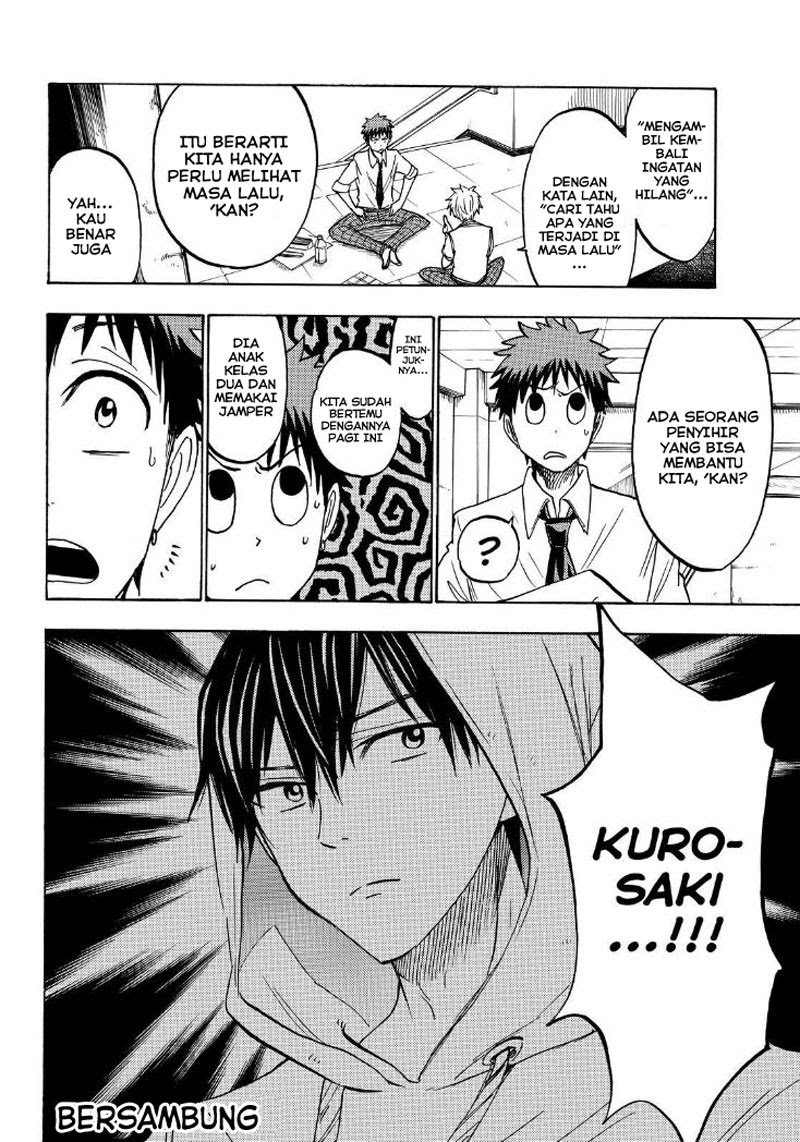 "MENGAM-
BIL KEM-
BALI
INGATAN
YANG
HILANG"...
DENGAN
KATA LAIN,
"CARI TAHU
APA YANG
TERJADI DI
MASA LALU"
...
ITU BERARTI
KITA HANYA
PERLU MELIHAT
MASA LALU,
'KAN?
YAH...
KAU
BENAR
JUGA
ADA SEORANG
PENYIHIR
YANG BISA
MEMBANTU
KITA, 'KAN?
?
INI
PETUN-
JUK-
NYA...
KITA SUDAH
BERTEMU
DENGANNYA
PAGI INI
DIA
ANAK
KELAS
DUA DAN
MEMAKAI
JAMPER
KURO-
SAKI
...!!!
BERSAMBUNG